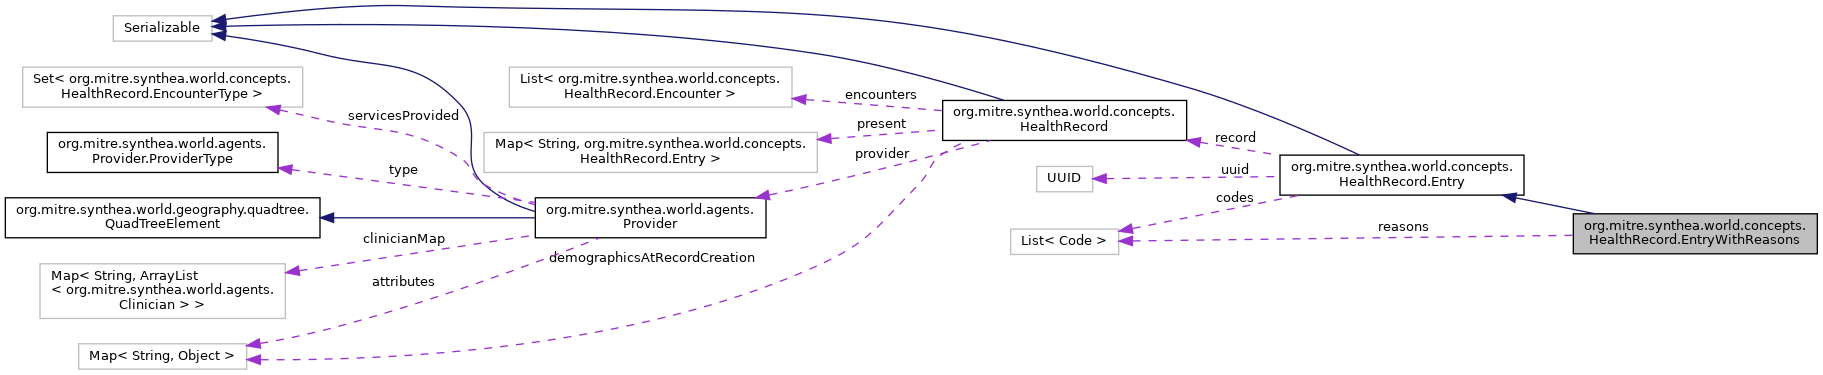 Serializable
Set< org.mitre.synthea.world.concepts.
HealthRecord.EncounterType >
List< org.mitre.synthea.world.concepts.
HealthRecord.Encounter >
encounters
org.mitre.synthea.world.concepts.
HealthRecord
servicesProvided
present
org.mitre.synthea.world.agents.
Provider.ProviderType
Map< String, org.mitre.synthea.world.concepts.
HealthRecord.Entry >
record
provider
type
uuid
UUID
org.mitre.synthea.world.concepts.
HealthRecord.Entry
codes
org.mitre.synthea.world.geography.quadtree.
QuadTreeElement
org.mitre.synthea.world.agents.
Provider
reasons
org.mitre.synthea.world.concepts.
HealthRecord.EntryWithReasons
clinicianMap
List< Code >
demographicsAtRecordCreation
Map< String, ArrayList
< org.mitre.synthea.world.agents.
Clinician > >
attributes
Map< String, Object >